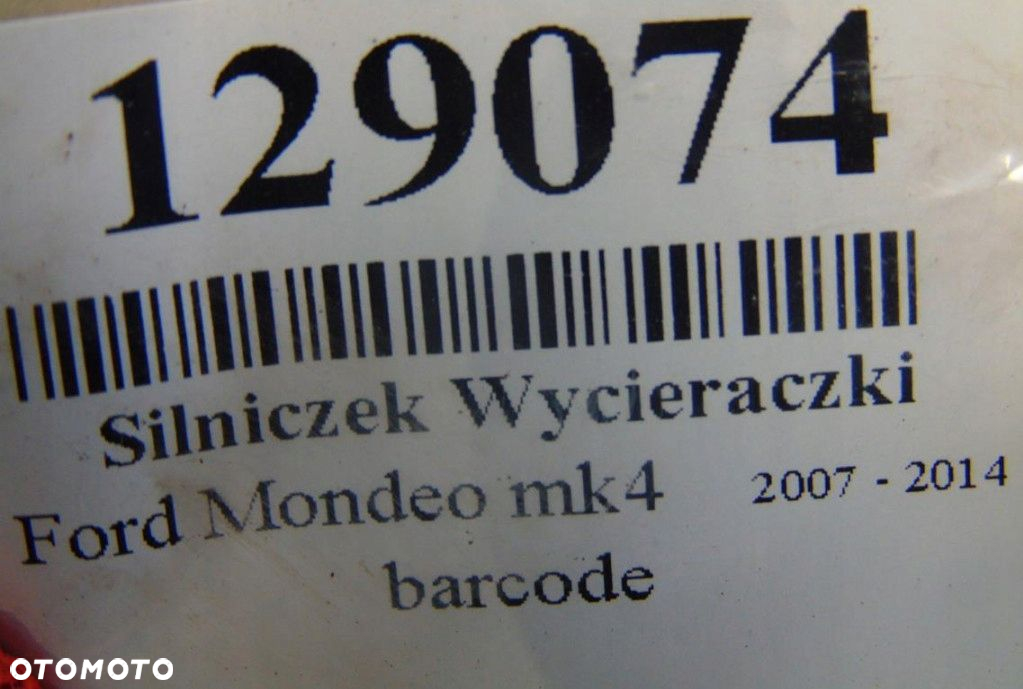 129074
Silniczek Wycieraczki
Ford Mondeo mk4 2007 - 2014
barcode
OTOMOTO